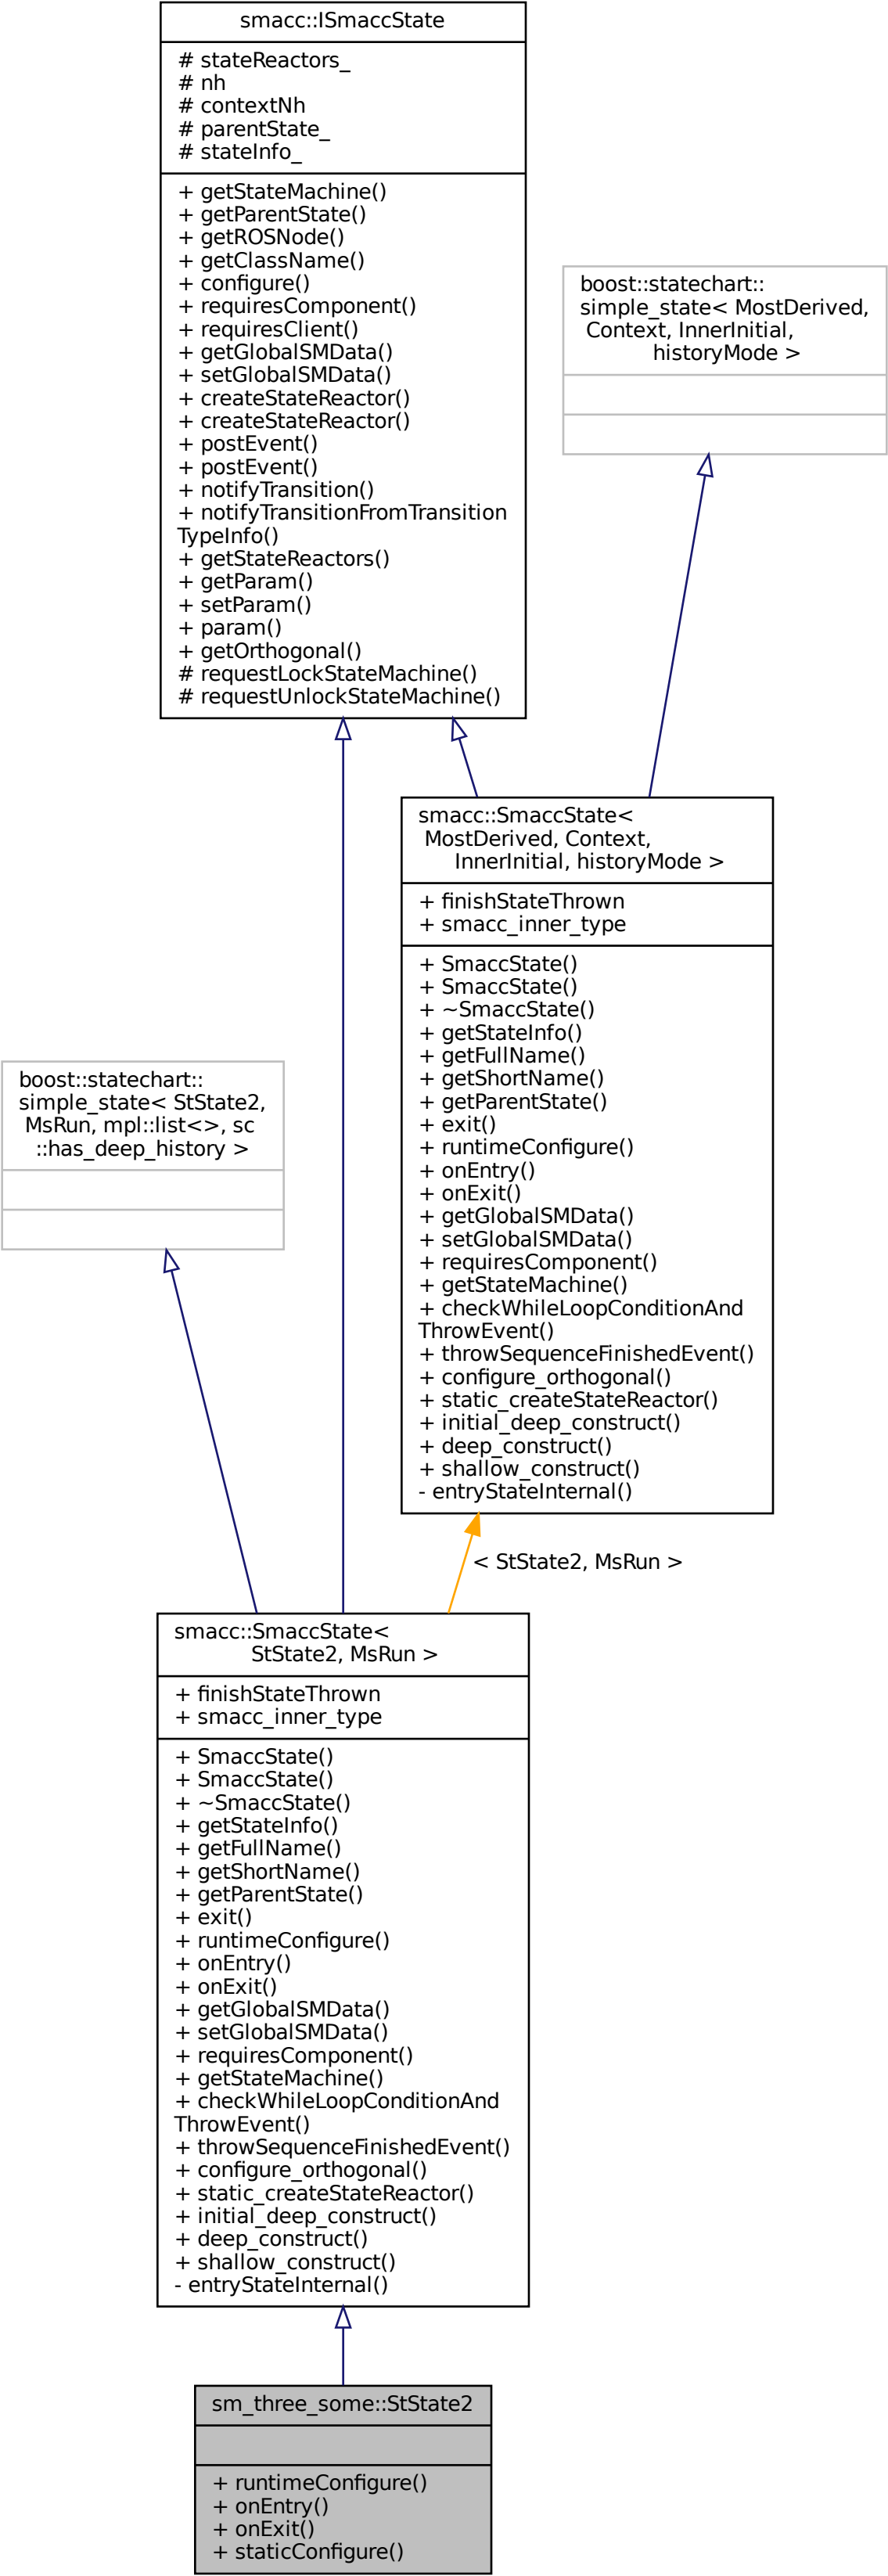 smacc::ISmaccState
# stateReactors_
# nh
# contextNh
# parentState_
# stateInfo_
+ getStateMachine()
+ getParentState()
+ getROSNode()
+ getClassName()
+ configure()
+ requiresComponent()
+ requiresClient()
+ getGlobalSMData()
+ setGlobalSMData()
+ createStateReactor()
+ createStateReactor()
+ postEvent()
+ postEvent()
+ notifyTransition()
+ notifyTransitionFromTransition
TypeInfo()
+ getStateReactors()
+ getParam()
+ setParam()
+ param()
+ getOrthogonal()
# requestLockStateMachine()
# requestUnlockStateMachine()
boost::statechart::
simple_state< MostDerived,
Context, InnerInitial,
historyMode >
smacc::SmaccState<
MostDerived, Context,
InnerInitial, historyMode >
+ finishStateThrown
+ smacc_inner_type
+ SmaccState()
+ SmaccState()
+ ~SmaccState()
+ getStateInfo()
+ getFullName()
+ getShortName()
+ getParentState()
+ exit()
+ runtimeConfigure()
+ onEntry()
+ onExit()
+ getGlobalSMData()
+ setGlobalSMData()
+ requiresComponent()
+ getStateMachine()
+ checkWhileLoopConditionAnd
ThrowEvent()
+ throwSequenceFinishedEvent()
+ configure_orthogonal()
+ static_createStateReactor()
+ initial_deep_construct()
+ deep_construct()
+ shallow_construct()
- entryStateInternal()
boost::statechart::
simple_state< StState2,
MsRun, mpl::list<>, sc
::has_deep_history >
< StState2, MsRun >
smacc::SmaccState<
StState2, MsRun >
+ finishStateThrown
+ smacc_inner_type
+ SmaccState()
+ SmaccState()
+ ~SmaccState()
+ getStateInfo()
+ getFullName()
+ getShortName()
+ getParentState()
+ exit()
+ runtimeConfigure()
+ onEntry()
+ onExit()
+ getGlobalSMData()
+ setGlobalSMData()
+ requiresComponent()
+ getStateMachine()
+ checkWhileLoopConditionAnd
ThrowEvent()
+ throwSequenceFinishedEvent()
+ configure_orthogonal()
+ static_createStateReactor()
+ initial_deep_construct()
+ deep_construct()
+ shallow_construct()
- entryStateInternal()
sm_three_some::StState2
+ runtimeConfigure()
+ onEntry()
+ onExit()
+ staticConfigure()